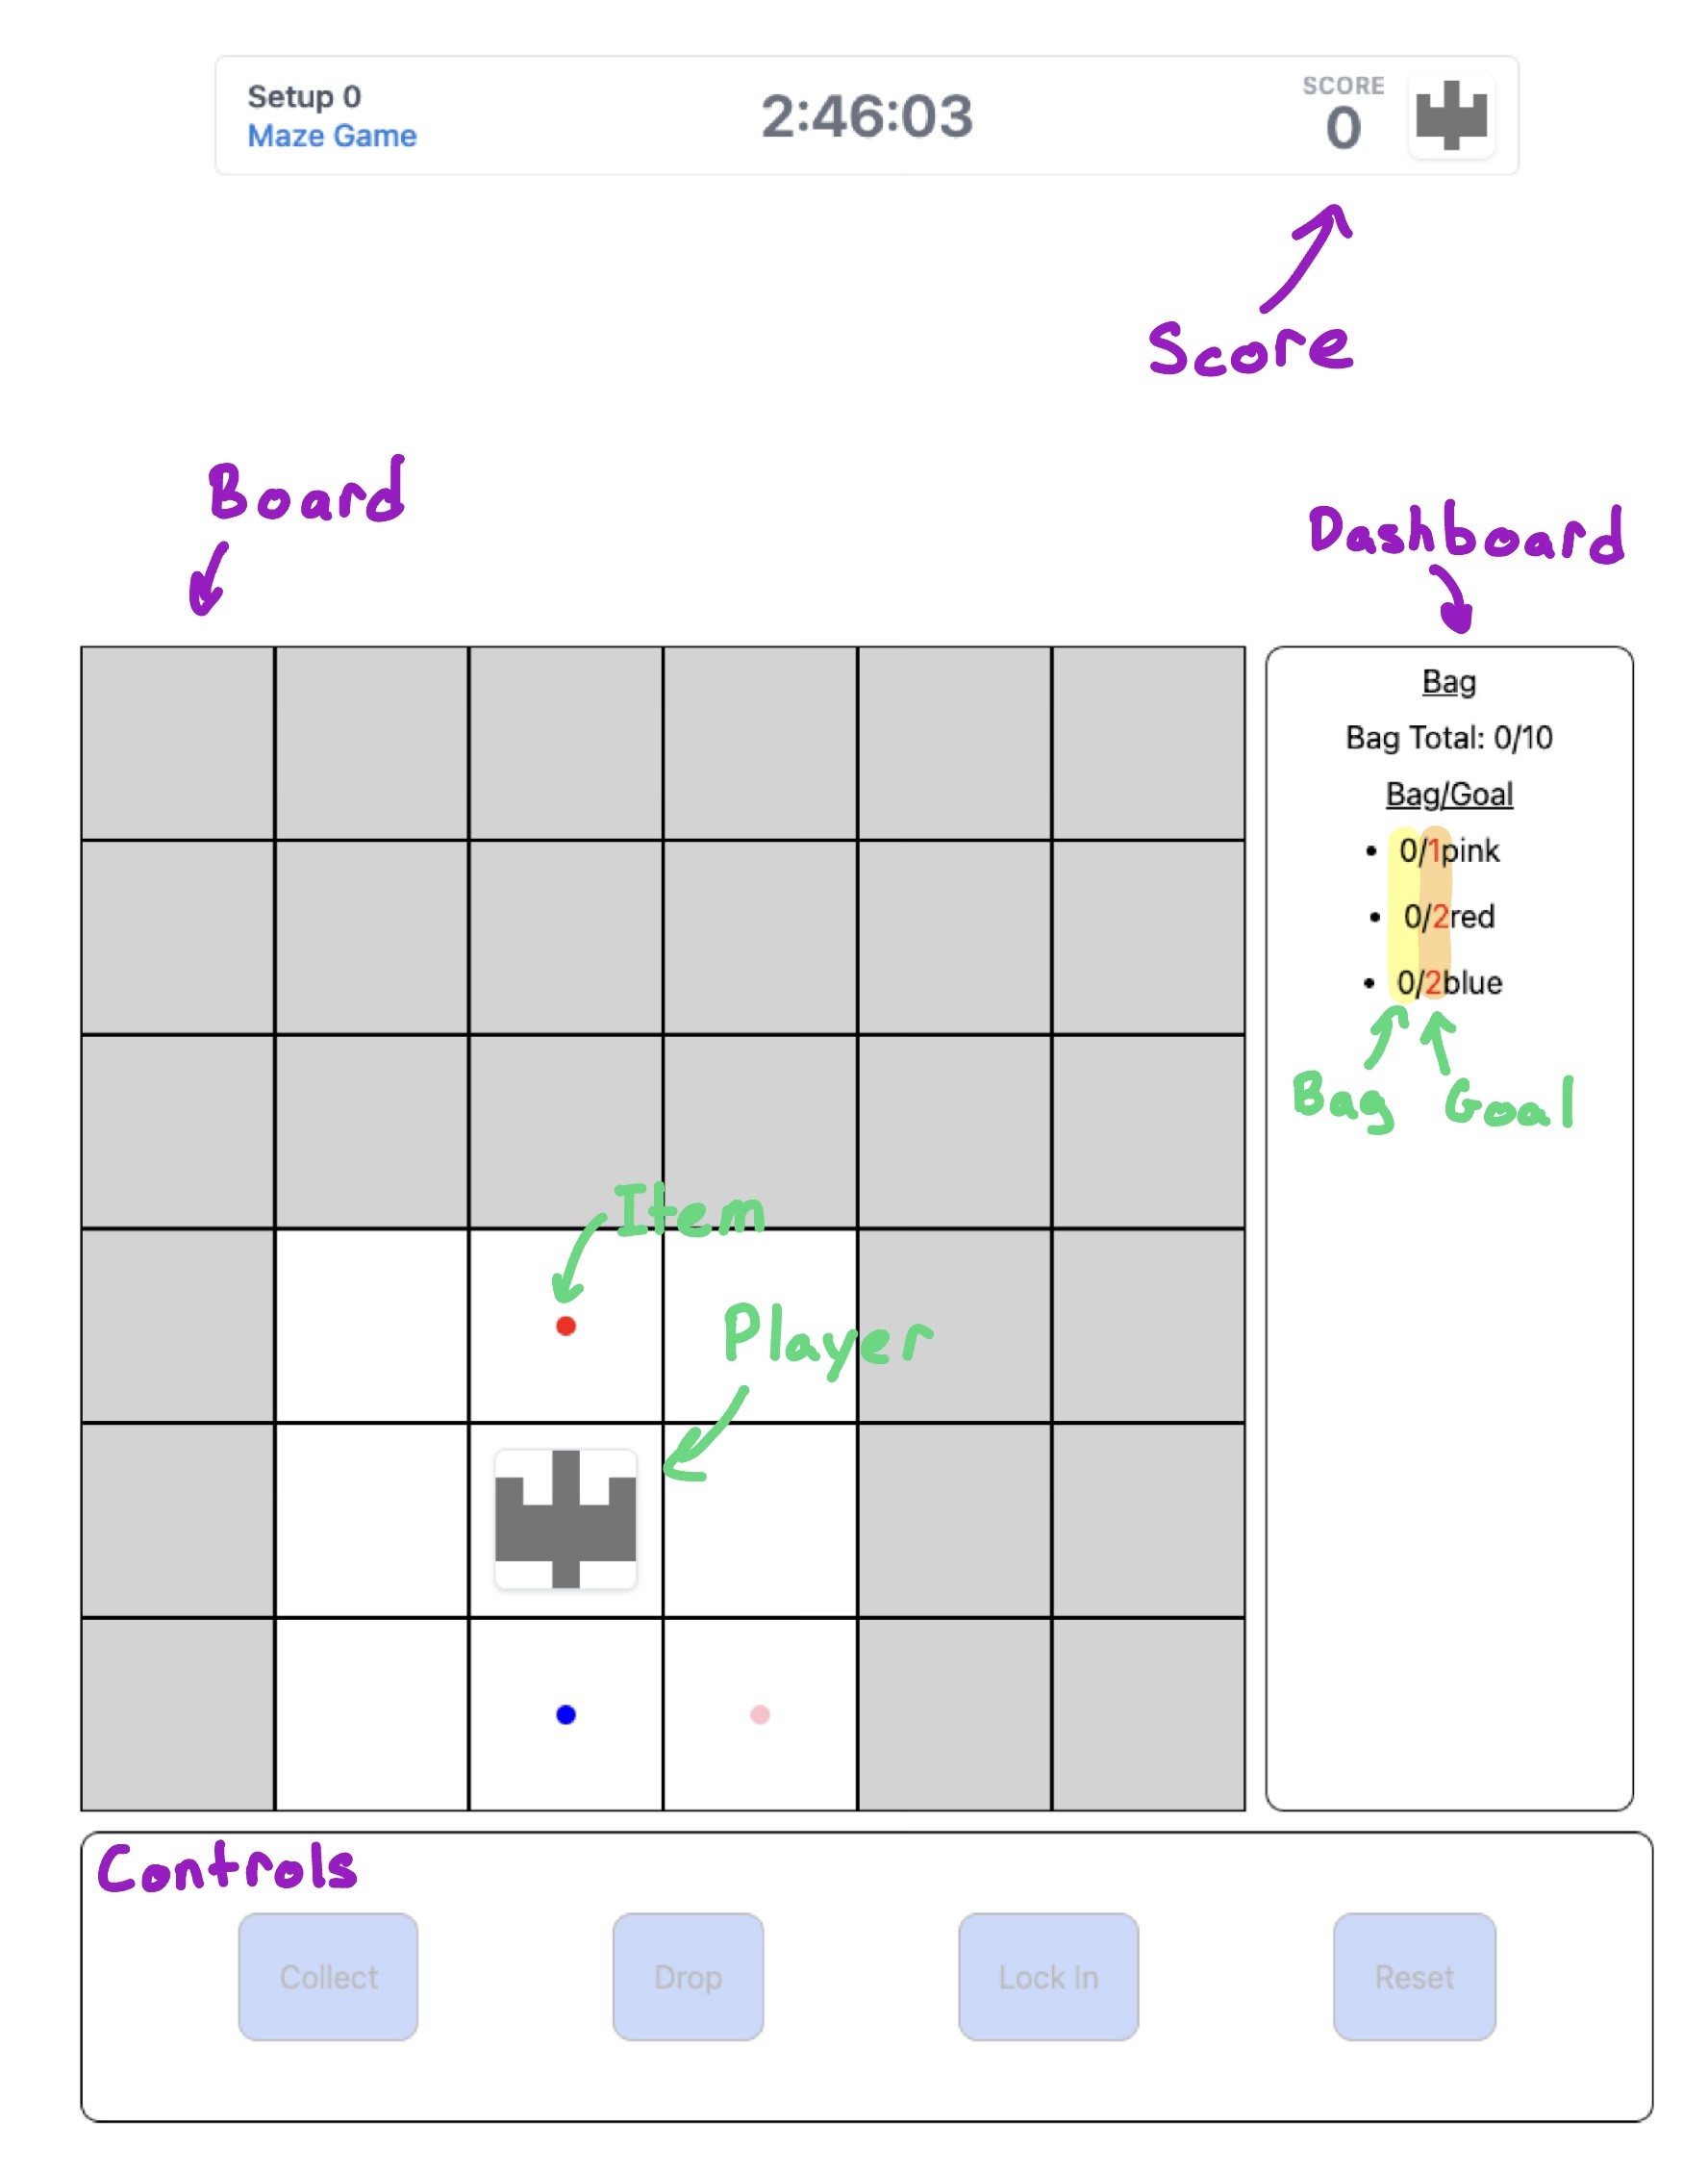 Setup 0
Maze Game
2:46:03
SCORE
0
Score
Board
Dashboard
Bag
Bag Total: 0/10
Bag/Goal
• 0/1pink
• 0/2red
• 0/2blue
Bag Goal
Item
Player
Controls
Collect
Drop
Lock In
Reset